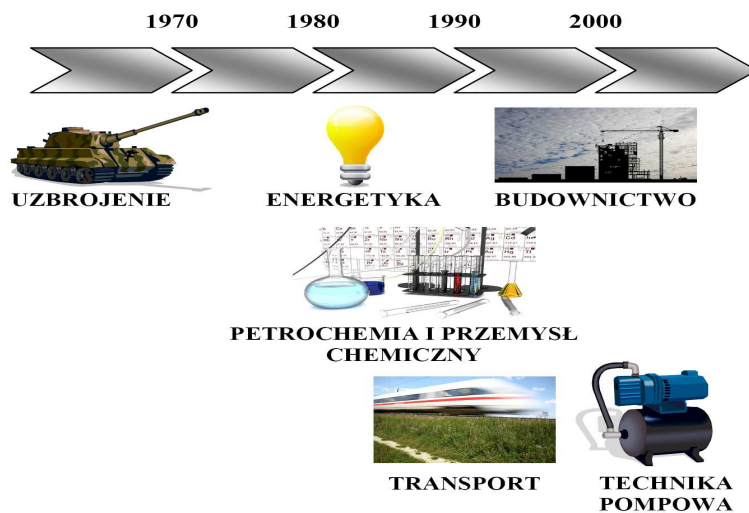 1970 1980 1990 2000
UZBROJENIE ENERGETYKA BUDOWNICTWO
PETROCHEMIA I PRZEMYSŁ
CHEMICZNY
TRANSPORT TECHNIKA
POMPOWA